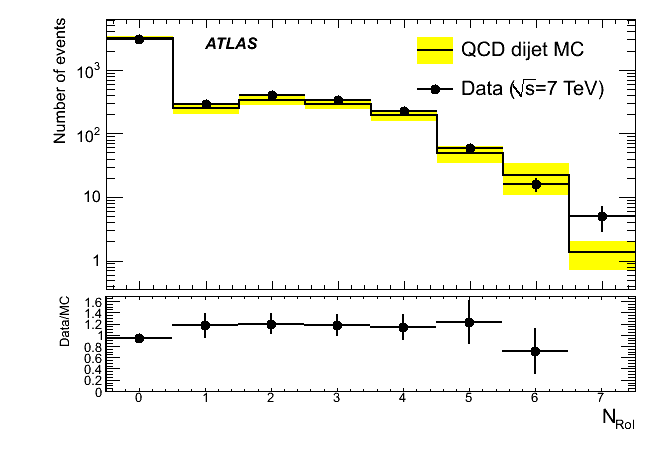 ATLAS
QCD dijet MC
Data (√s=7 TeV)
Number of events
10³
10²
10
1
Data/MC
1.6
1.4
1.2
1
0.8
0.6
0.4
0.2
0
0 1 2 3 4 5 6 7
N_RoI